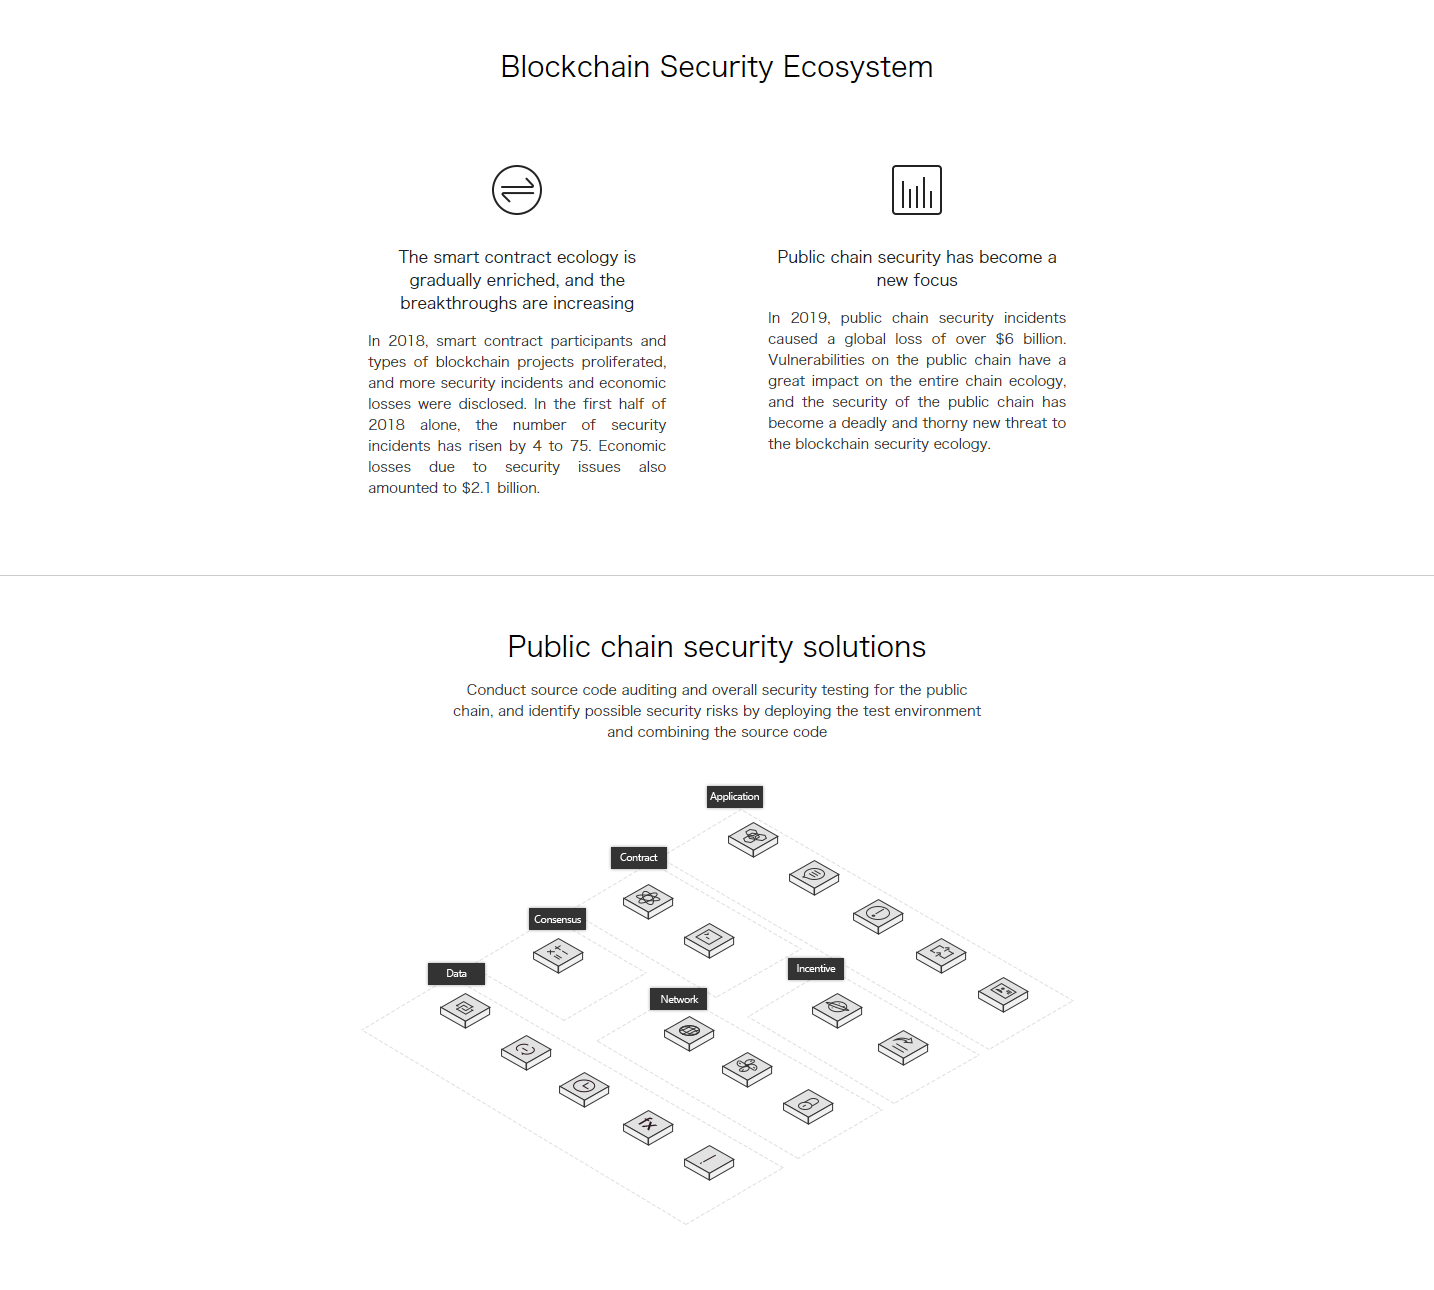 Blockchain Security Ecosystem
The smart contract ecology is
gradually enriched, and the
breakthroughs are increasing
In 2018, smart contract participants and
types of blockchain projects proliferated,
and more security incidents and economic
losses were disclosed. In the first half of
2018 alone, the number of security
incidents has risen by 4 to 75. Economic
losses due to security issues also
amounted to $2.1 billion.
Public chain security has become a
new focus
In 2019, public chain security incidents
caused a global loss of over $6 billion.
Vulnerabilities on the public chain have a
great impact on the entire chain ecology,
and the security of the public chain has
become a deadly and thorny new threat to
the blockchain security ecology.
Public chain security solutions
Conduct source code auditing and overall security testing for the public
chain, and identify possible security risks by deploying the test environment
and combining the source code
Application
Contract
Consensus
Data
Incentive
Network
fx